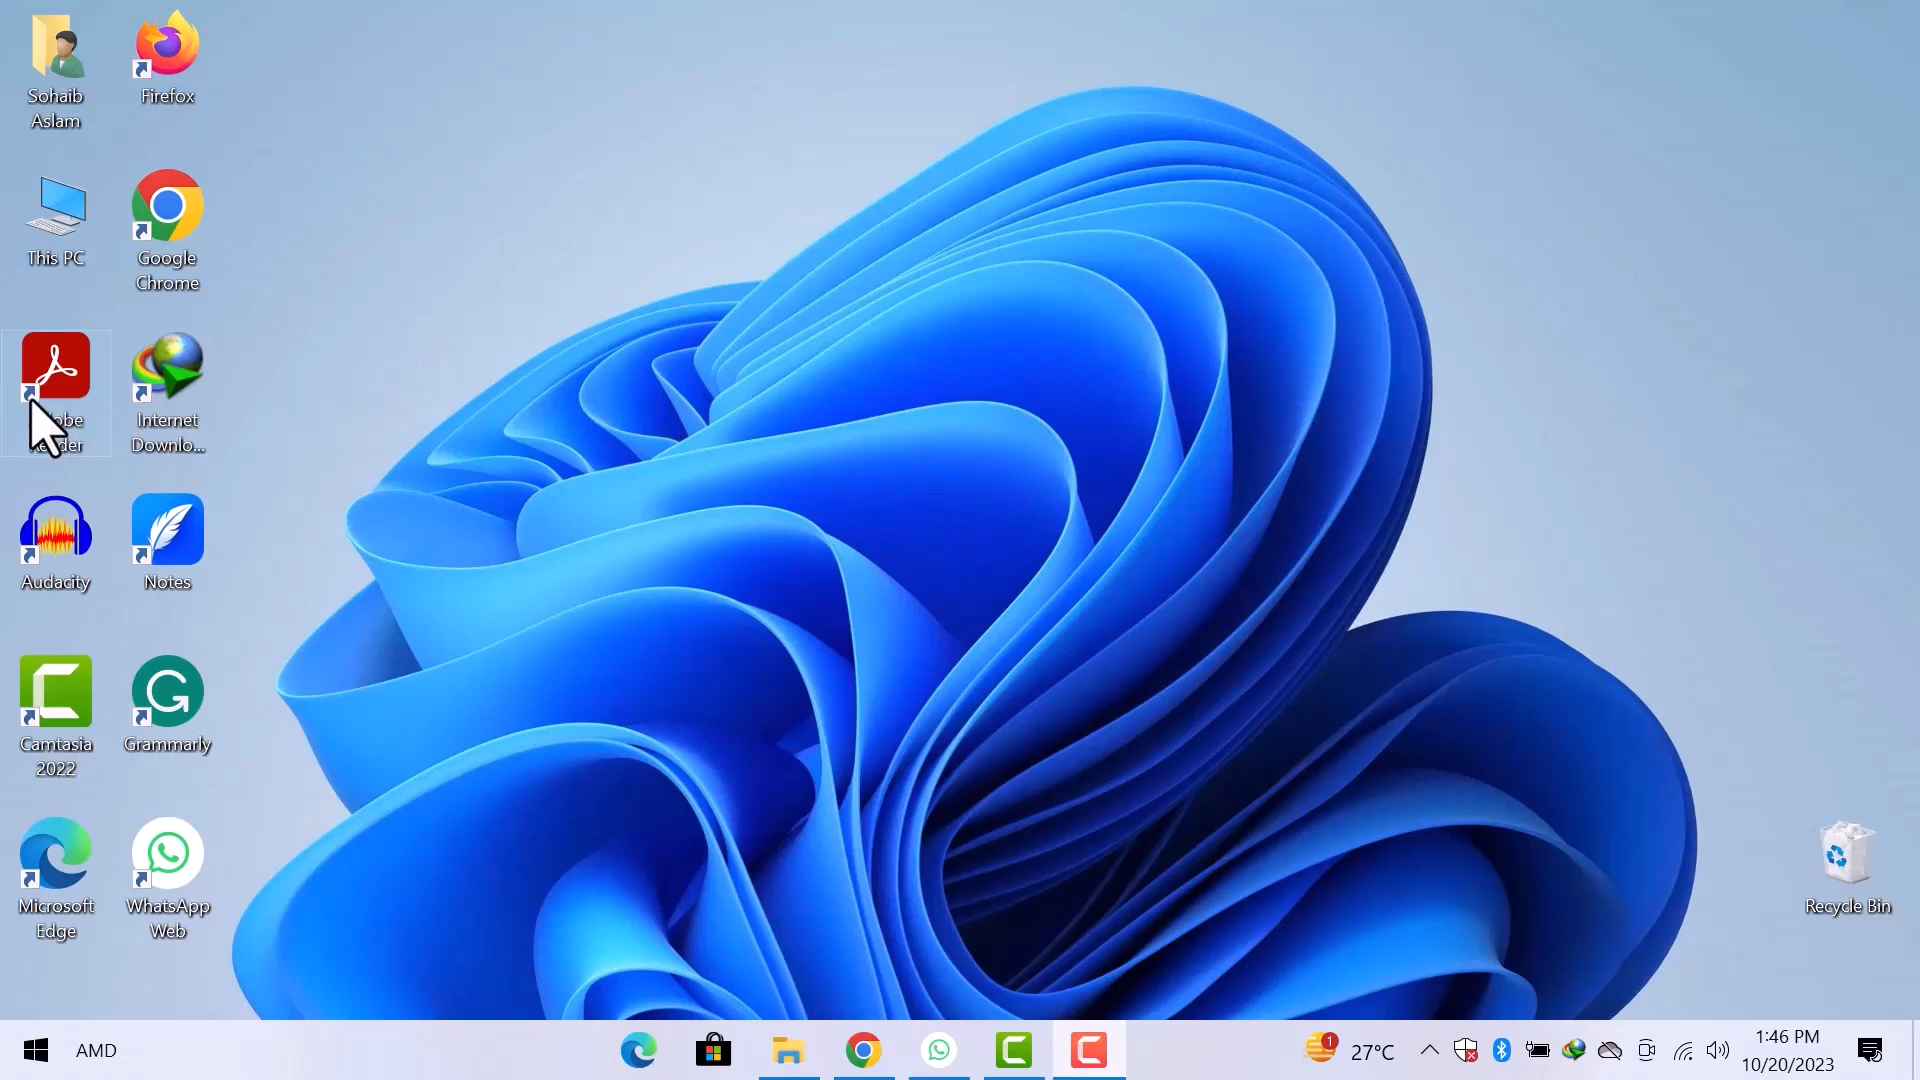 Sohaib
Aslam
Firefox
This PC
Google
Chrome
Internet
Downlo...
Audacity
Notes
Camtasia
2022
Grammarly
Microsoft
Edge
WhatsApp
Web
Recycle Bin
AMD
1
27°C
1:46 PM
10/20/2023